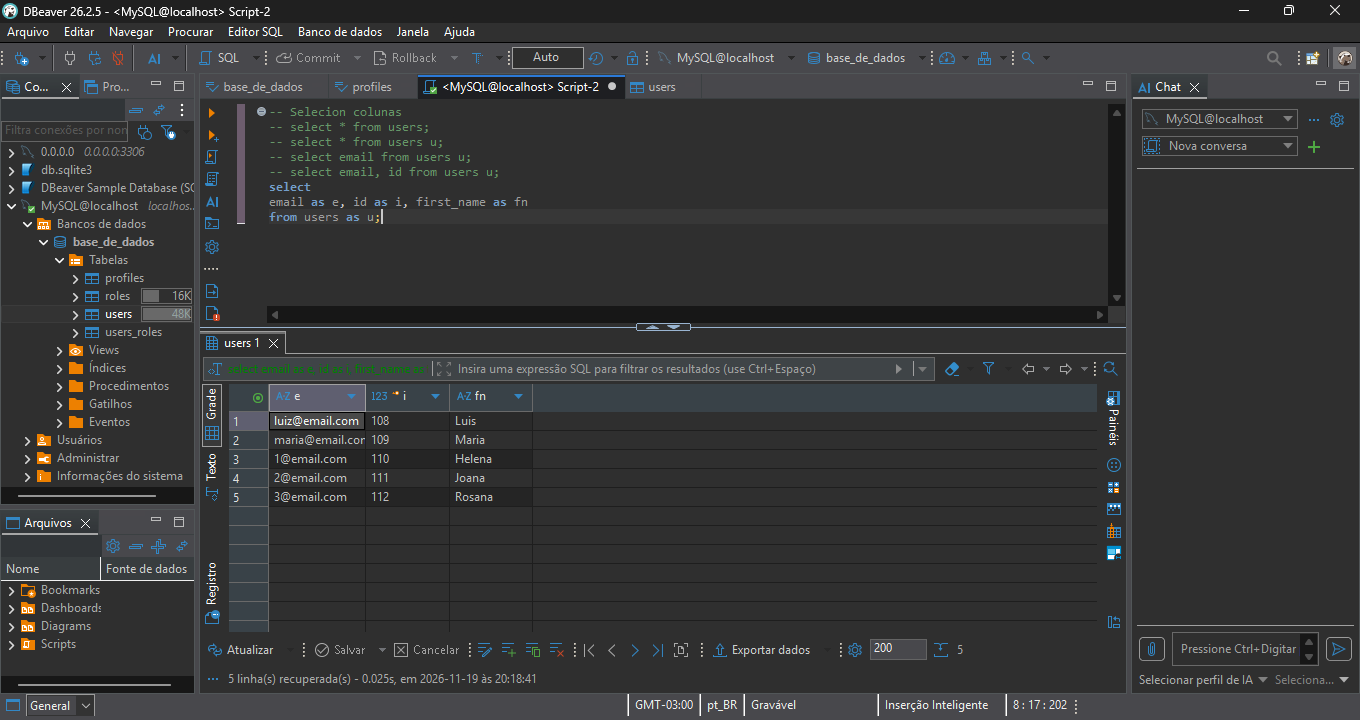 DBeaver 26.2.5 - <MySQL@localhost> Script-2
Arquivo Editar Navegar Procurar Editor SQL Banco de dados Janela Ajuda
AI SQL Commit Rollback T Auto MySQL@localhost base_de_dados
Co... Pro...
Filtra conexões por non
0.0.0.0 0.0.0.0:3306
db.sqlite3
DBeaver Sample Database (SQ
MySQL@localhost localhos...
Bancos de dados
base_de_dados
Tabelas
profiles
roles 16K
users 48K
users_roles
Views
Índices
Procedimentos
Gatilhos
Eventos
Usuários
Administrar
Informações do sistema
Arquivos
Nome Fonte de dados
Bookmarks
Dashboards
Diagrams
Scripts
base_de_dados profiles <MySQL@localhost> Script-2 users
AI
-- Selecion colunas
-- select * from users;
-- select * from users u;
-- select email from users u;
-- select email, id from users u;
select
email as e, id as i, first_name as fn
from users as u;
users 1
select email as e, id as i, first_name as Insira uma expressão SQL para filtrar os resultados (use Ctrl+Espaço)
Grade
Texto
Registro
A-Z e 123 i A-Z fn
1 luiz@email.com 108 Luis
2 maria@email.com 109 Maria
3 1@email.com 110 Helena
4 2@email.com 111 Joana
5 3@email.com 112 Rosana
Painéis
Atualizar Salvar Cancelar Exportar dados 200 5
5 linha(s) recuperada(s) - 0.025s, em 2026-11-19 às 20:18:41
AI Chat
MySQL@localhost
Nova conversa
Pressione Ctrl+Digitar
Selecionar perfil de IA Seleciona...
General GMT-03:00 pt_BR Gravável Inserção Inteligente 8 : 17 : 202